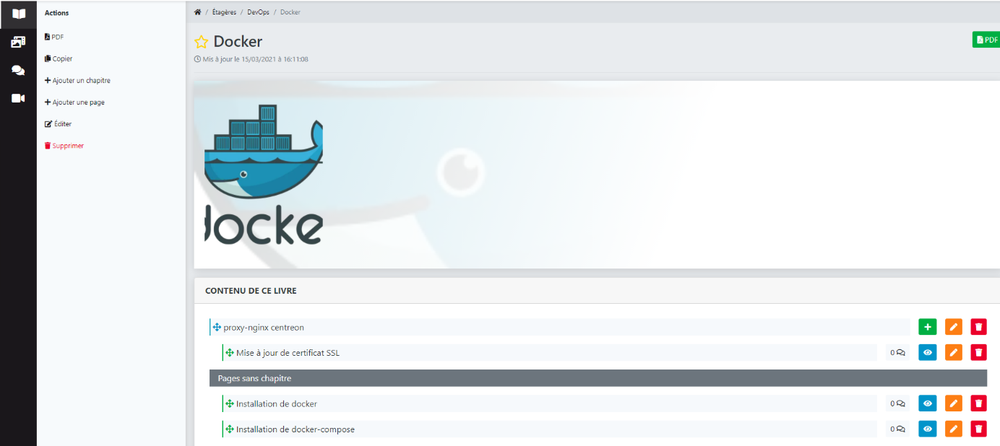 Actions
PDF
Copier
Ajouter un chapitre
Ajouter une page
Éditer
Supprimer
/ Étagères / DevOps / Docker
Docker
PDF
Mis à jour le 15/03/2021 à 16:11:08
docke
CONTENU DE CE LIVRE
proxy-nginx centreon
Mise à jour de certificat SSL 0
Pages sans chapitre
Installation de docker 0
Installation de docker-compose 0